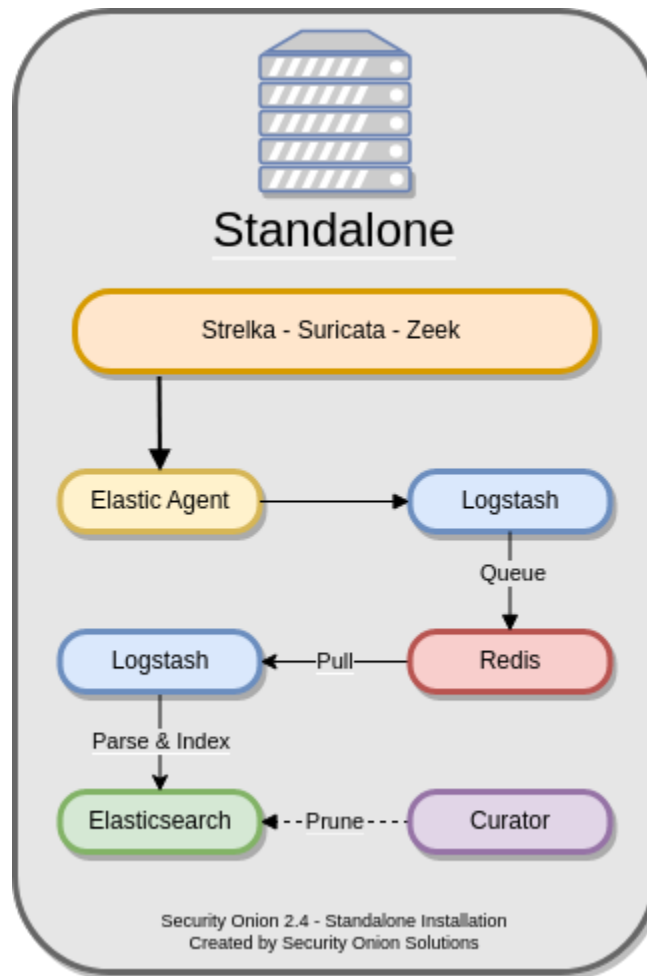 Standalone
Strelka - Suricata - Zeek
Elastic Agent
Logstash
Queue
Logstash
Pull
Redis
Parse & Index
Elasticsearch
Prune
Curator
Security Onion 2.4 - Standalone Installation
Created by Security Onion Solutions